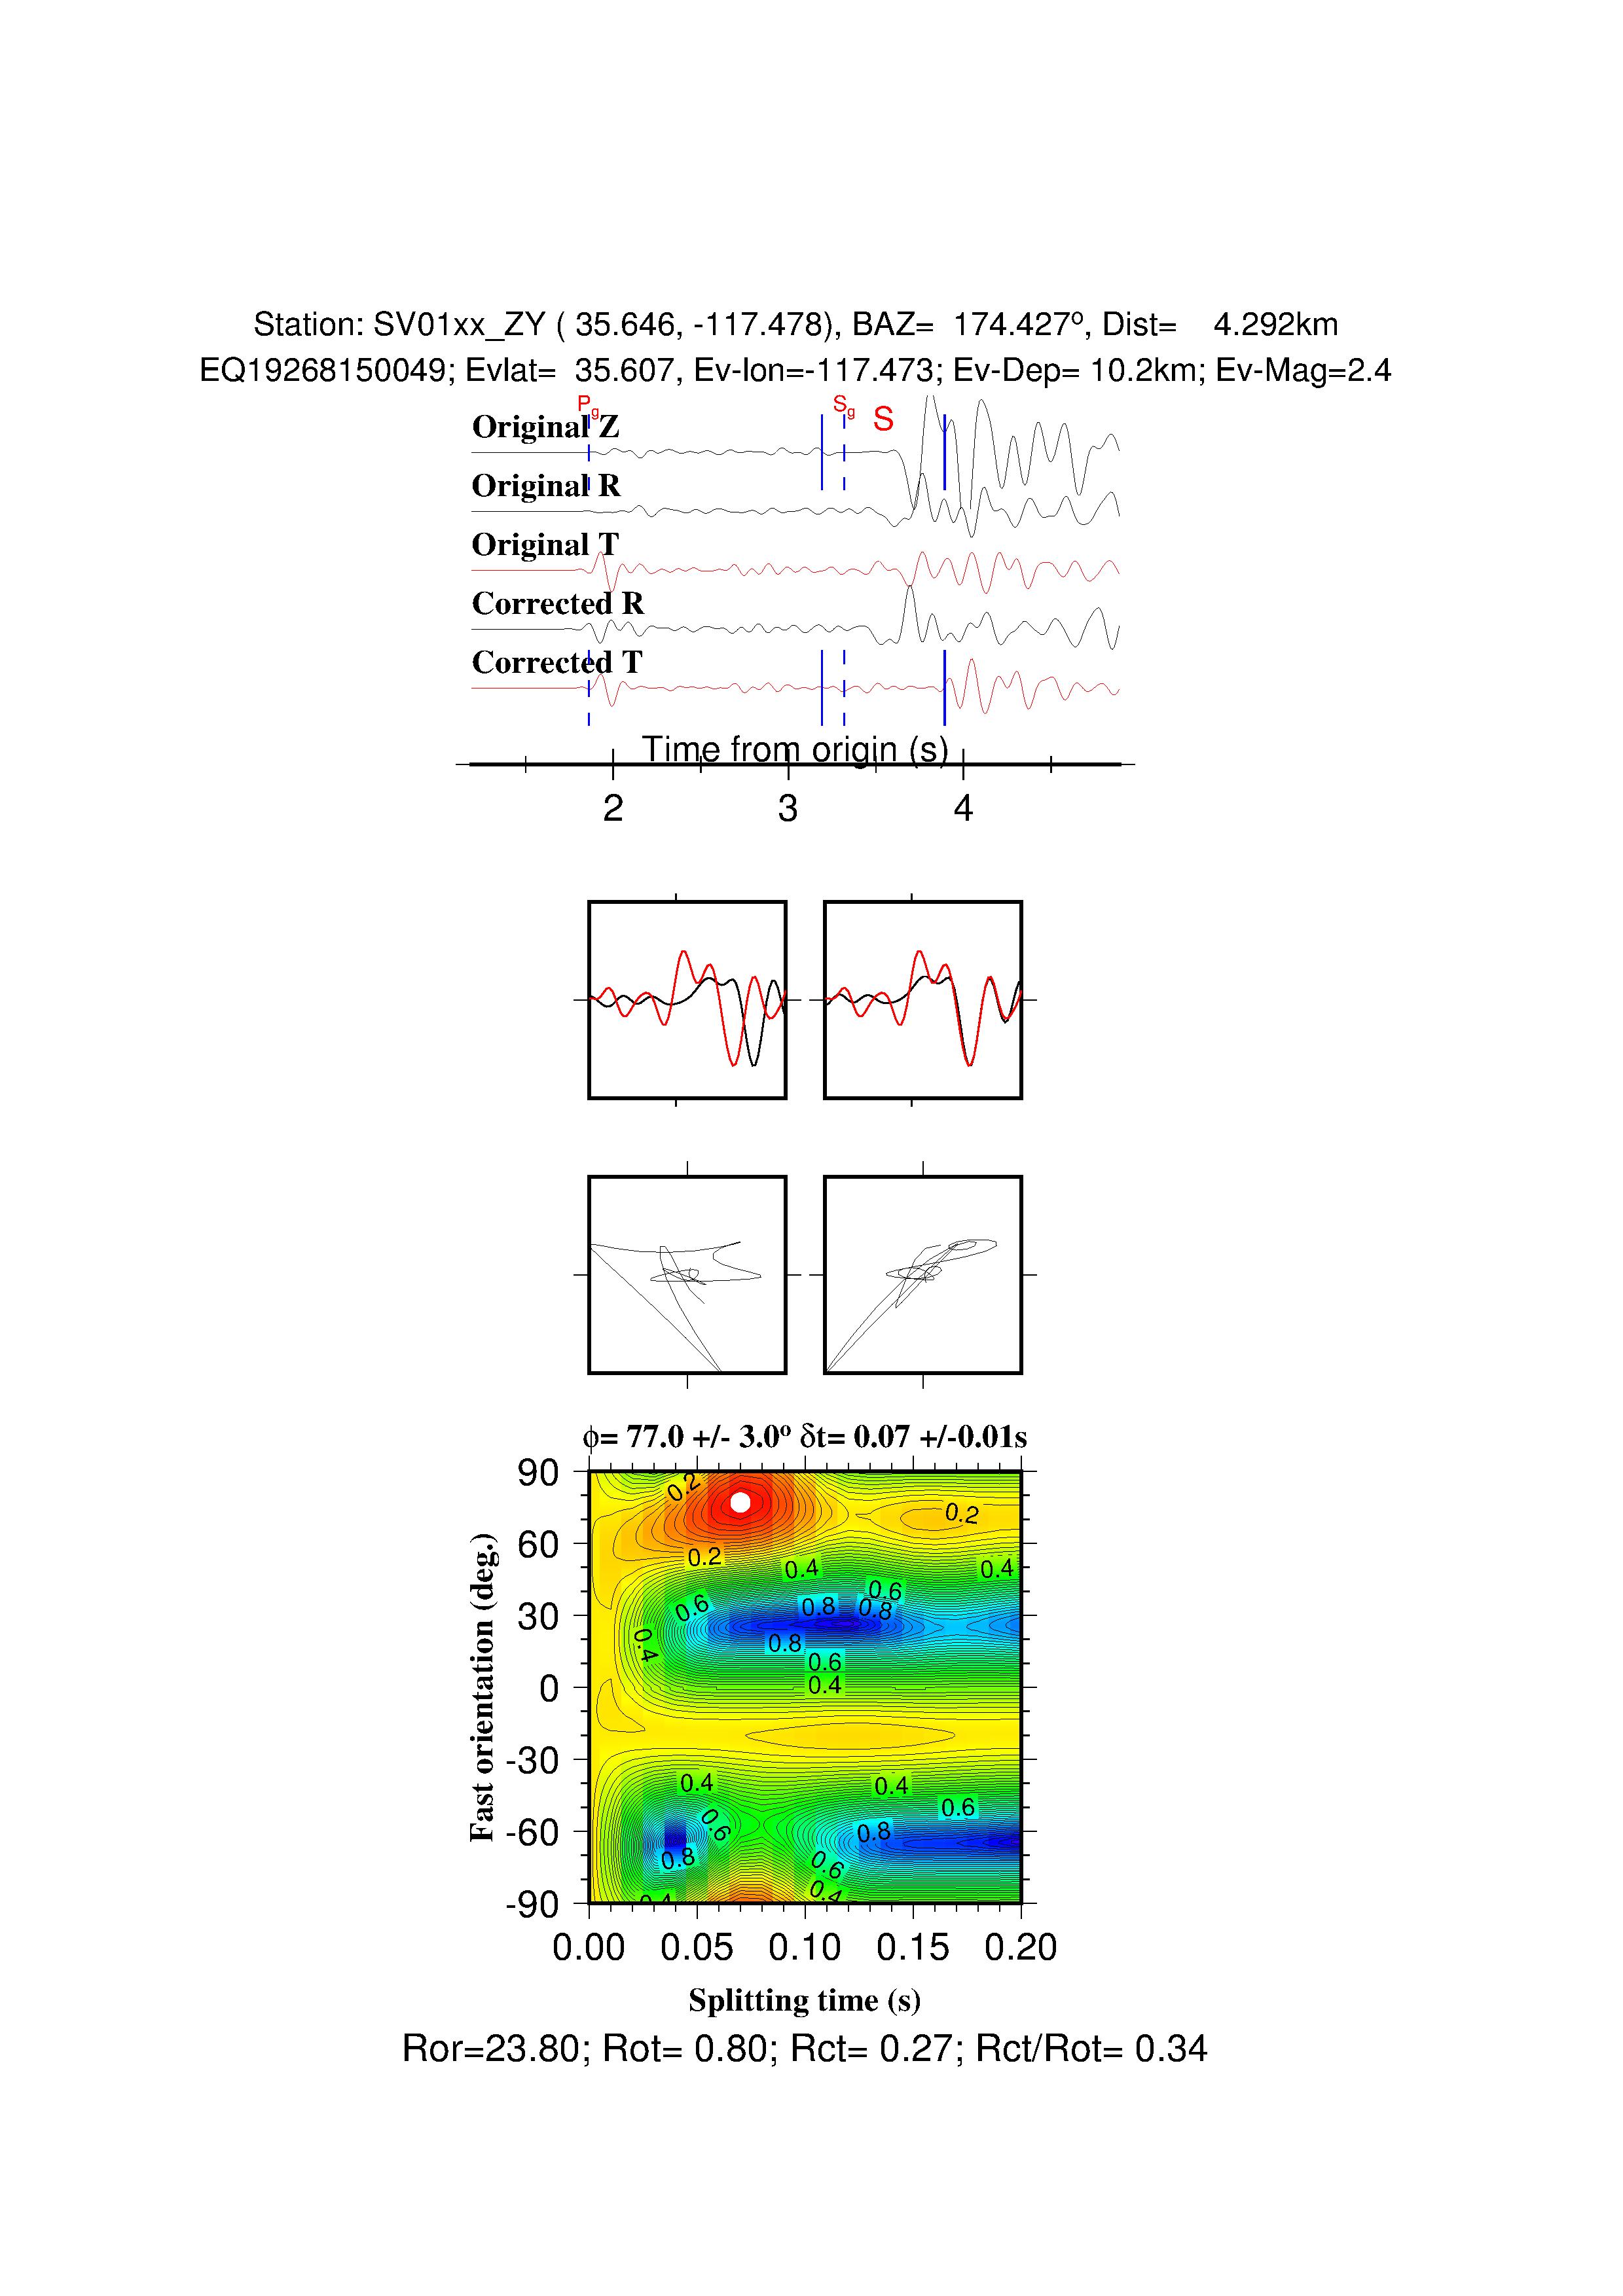 Station: SV01xx_ZY ( 35.646, -117.478), BAZ= 174.427º, Dist= 4.292km
EQ19268150049; Evlat= 35.607, Ev-lon=-117.473; Ev-Dep= 10.2km; Ev-Mag=2.4
Pg Sg S
Original Z
Original R
Original T
Corrected R
Corrected T
Time from origin (s)
2 3 4
ϕ= 77.0 +/- 3.0º δt= 0.07 +/-0.01s
Fast orientation (deg.)
90
60
30
0
-30
-60
-90
0.2
0.2
0.2
0.4
0.4
0.6
0.6
0.8
0.8
0.4
0.8
0.6
0.4
0.4
0.4
0.6
0.6
0.8
0.8
0.6
0.4
0.4
0.00 0.05 0.10 0.15 0.20
Splitting time (s)
Ror=23.80; Rot= 0.80; Rct= 0.27; Rct/Rot= 0.34